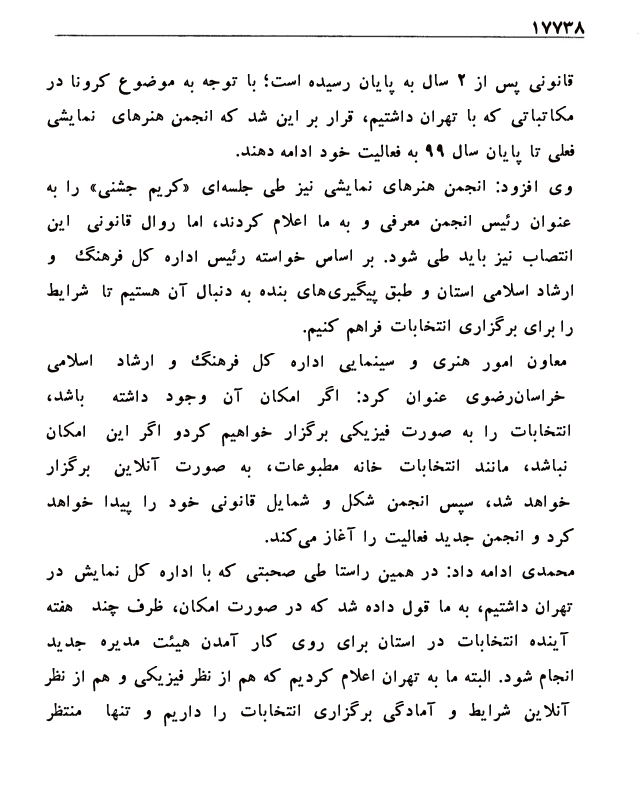 ۱۷۷۳۸
قانونی پس از ۲ سال به پایان رسیده است؛ با توجه به موضوع کرونا در
مکاتباتی که با تهران داشتیم، قرار بر این شد که انجمن هنرهای نمایشی
فعلی تا پایان سال ۹۹ به فعالیت خود ادامه دهند.
وی افزود: انجمن هنرهای نمایشی نیز طی جلسه‌ای «کریم جشنی» را به
عنوان رئیس انجمن معرفی و به ما اعلام کردند، اما روال قانونی این
انتصاب نیز باید طی شود. بر اساس خواسته رئیس اداره کل فرهنگ و
ارشاد اسلامی استان و طبق پیگیری‌های بنده به دنبال آن هستیم تا شرایط
را برای برگزاری انتخابات فراهم کنیم.
معاون امور هنری و سینمایی اداره کل فرهنگ و ارشاد اسلامی
خراسان‌رضوی عنوان کرد: اگر امکان آن وجود داشته باشد،
انتخابات را به صورت فیزیکی برگزار خواهیم کردو اگر این امکان
نباشد، مانند انتخابات خانه مطبوعات، به صورت آنلاین برگزار
خواهد شد، سپس انجمن شکل و شمایل قانونی خود را پیدا خواهد
کرد و انجمن جدید فعالیت را آغاز می‌کند.
محمدی ادامه داد: در همین راستا طی صحبتی که با اداره کل نمایش در
تهران داشتیم، به ما قول داده شد که در صورت امکان، ظرف چند هفته
آینده انتخابات در استان برای روی کار آمدن هیئت مدیره جدید
انجام شود. البته ما به تهران اعلام کردیم که هم از نظر فیزیکی و هم از نظر
آنلاین شرایط و آمادگی برگزاری انتخابات را داریم و تنها منتظر